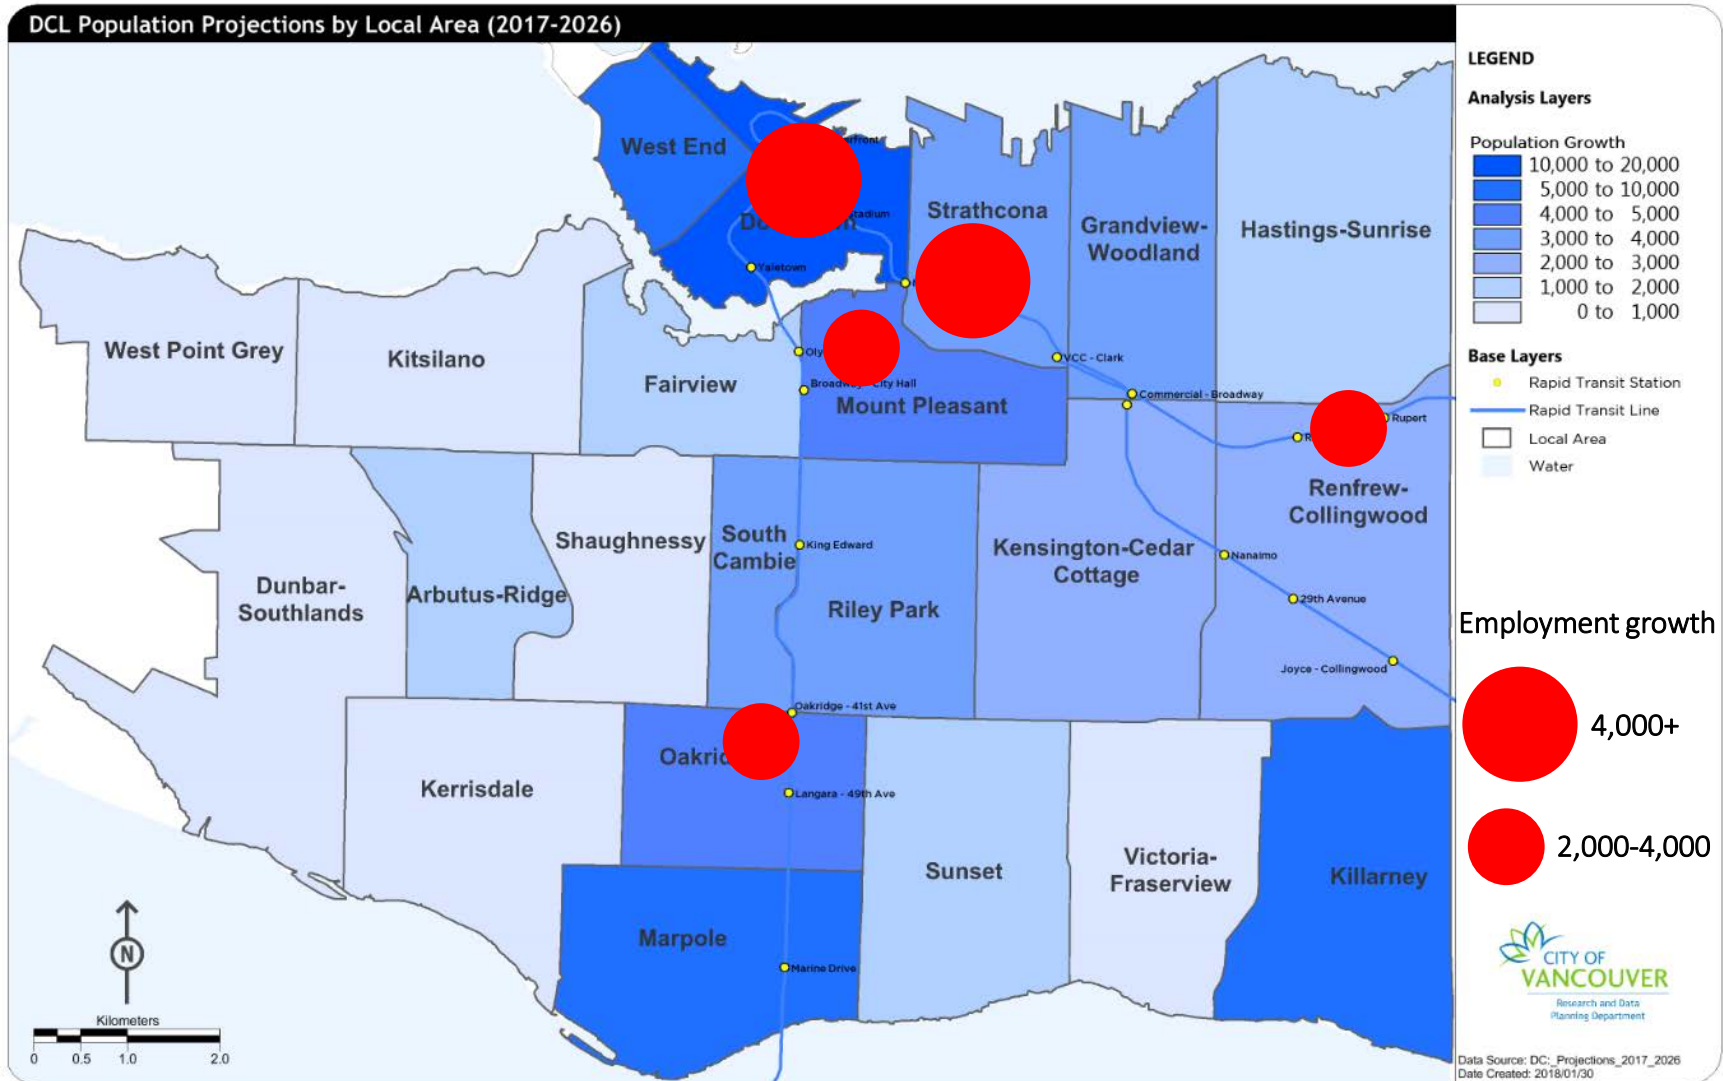 DCL Population Projections by Local Area (2017-2026)
LEGEND
Analysis Layers
Population Growth
10,000 to 20,000
5,000 to 10,000
4,000 to 5,000
3,000 to 4,000
2,000 to 3,000
1,000 to 2,000
0 to 1,000
Base Layers
Rapid Transit Station
Rapid Transit Line
Local Area
Water
Employment growth
4,000+
2,000-4,000
CITY OF
VANCOUVER
Research and Data
Planning Department
Data Source: DC:_Projections_2017_2026
Date Created: 2018/01/30
West End
Strathcona
Grandview-
Woodland
Hastings-Sunrise
Yaletown
West Point Grey
Kitsilano
Fairview
VCC - Clark
Broadway - City Hall
Mount Pleasant
Commercial - Broadway
Rupert
Renfrew-
Collingwood
South
Cambie
King Edward
Shaughnessy
Kensington-Cedar
Cottage
Nanaimo
Dunbar-
Southlands
Arbutus-Ridge
Riley Park
29th Avenue
Joyce - Collingwood
Oakridge - 41st Ave
Kerrisdale
Langara - 49th Ave
Sunset
Victoria-
Fraserview
Killarney
Marpole
Marine Drive
N
Kilometers
0 0.5 1.0 2.0